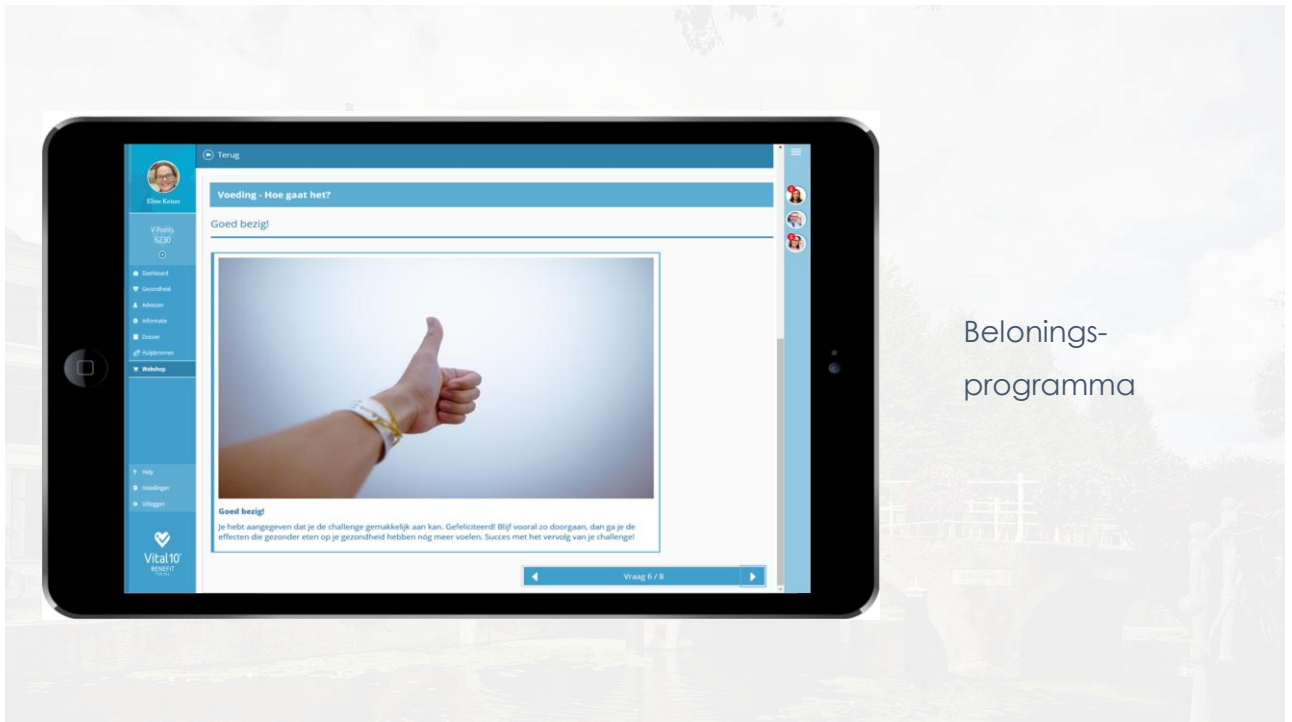 Terug
Elise Keizer
V-Points
6230
Dashboard
Gezondheid
Adviezen
Informatie
Dossier
Hulpbronnen
Webshop
Help
Instellingen
Uitloggen
Vital10
BENEFIT
Voeding - Hoe gaat het?
Goed bezig!
Goed bezig!
Je hebt aangegeven dat je de challenge gemakkelijk aan kan. Gefeliciteerd! Blijf vooral zo doorgaan, dan ga je de
effecten die gezonder eten op je gezondheid hebben nóg meer voelen. Succes met het vervolg van je challenge!
Vraag 6 / 8
Belonings-
programma